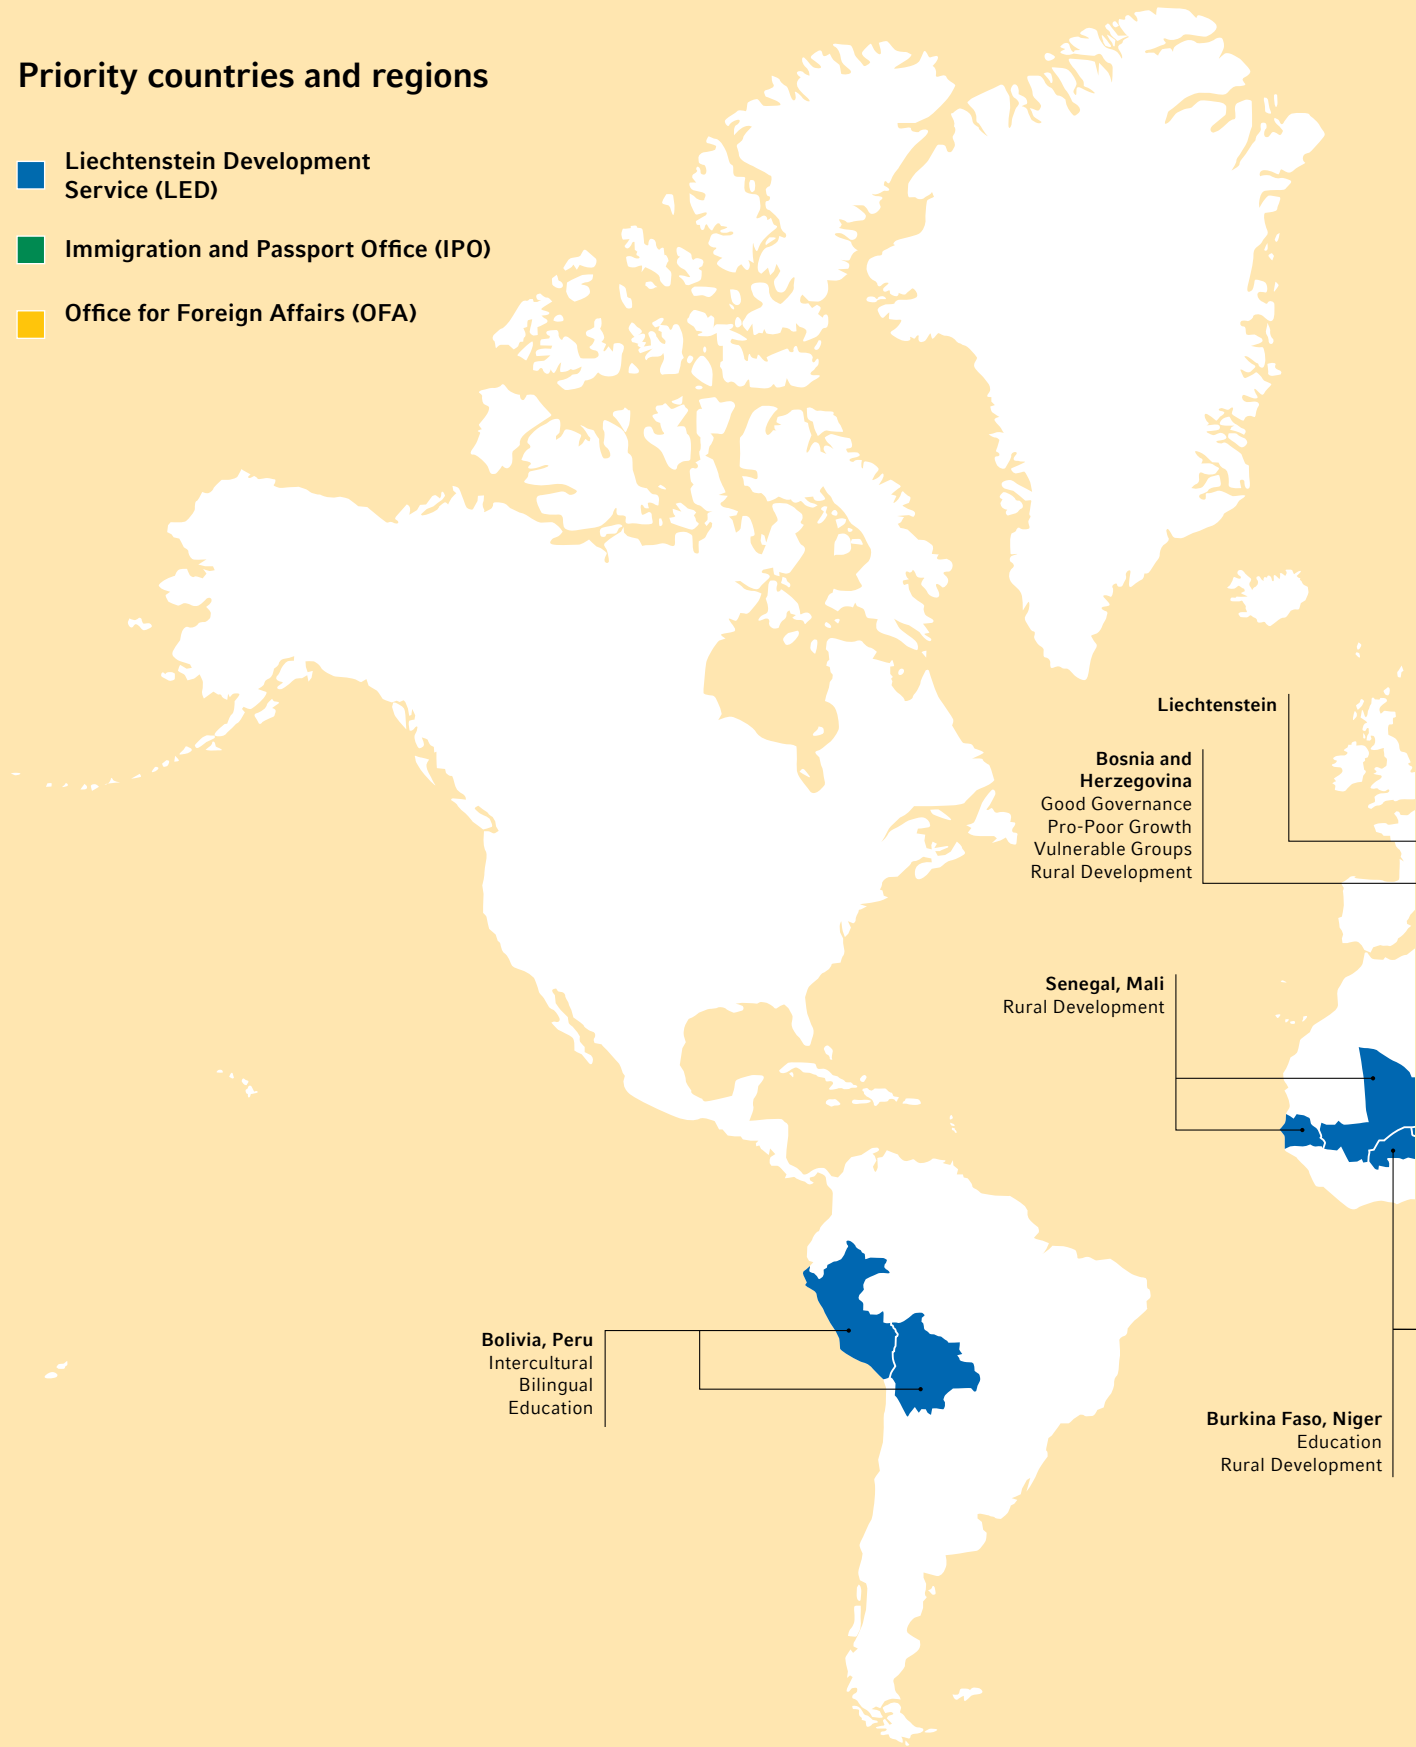 Priority countries and regions
Liechtenstein Development
Service (LED)
Immigration and Passport Office (IPO)
Office for Foreign Affairs (OFA)
Liechtenstein
Bosnia and
Herzegovina
Good Governance
Pro-Poor Growth
Vulnerable Groups
Rural Development
Senegal, Mali
Rural Development
Bolivia, Peru
Intercultural
Bilingual
Education
Burkina Faso, Niger
Education
Rural Development